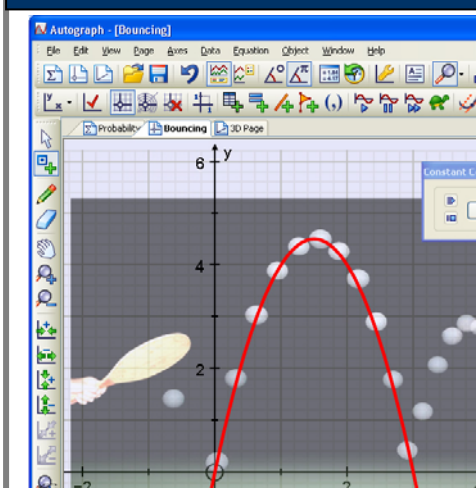 Autograph - [Bouncing]
File Edit View Page Axes Data Equation Object Window Help
Probability Bouncing 3D Page
y
6
Constant C
4
2
-2 2